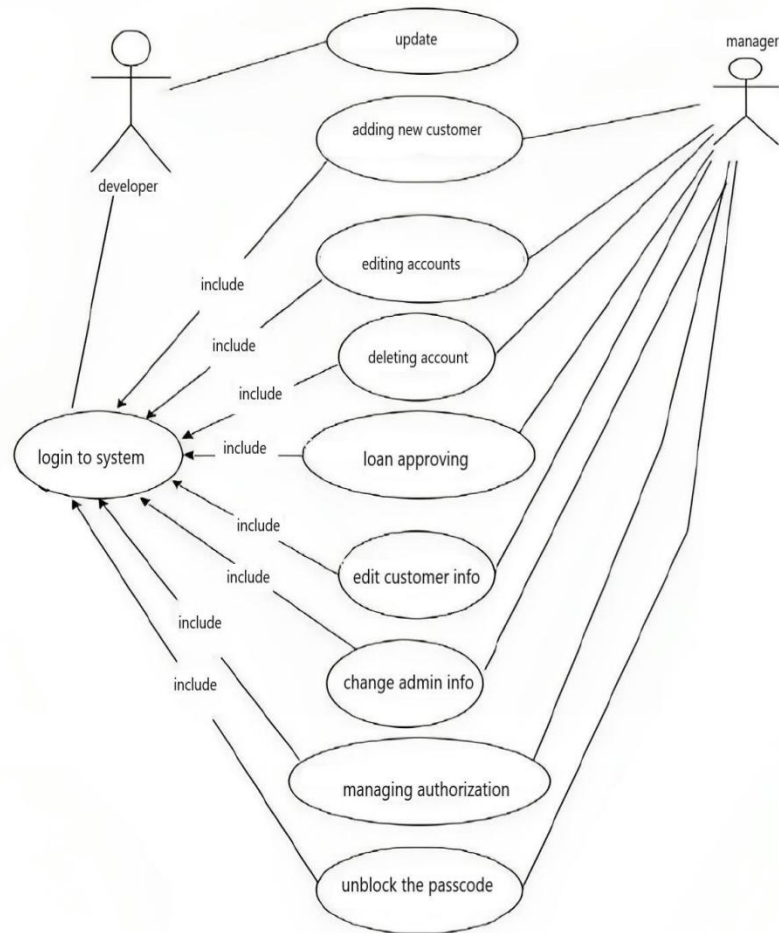 update
manager
adding new customer
developer
editing accounts
include
include
deleting account
include
login to system
include
loan approving
include
edit customer info
include
include
change admin info
include
managing authorization
unblock the passcode